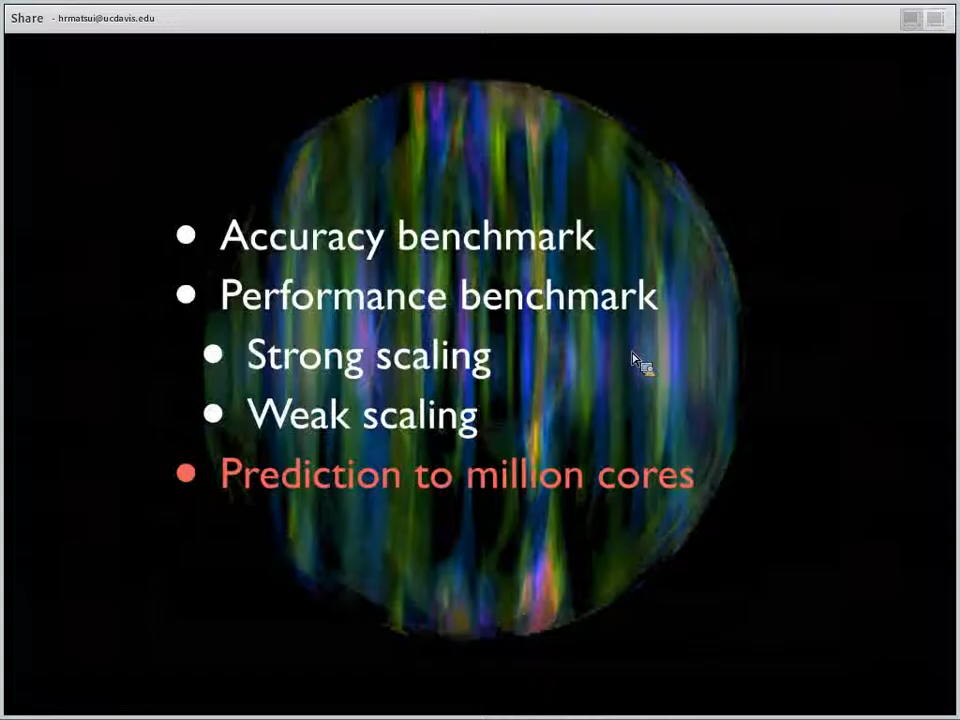 Share - hrmatsui@ucdavis.edu
• Accuracy benchmark
• Performance benchmark
• Strong scaling
• Weak scaling
• Prediction to million cores